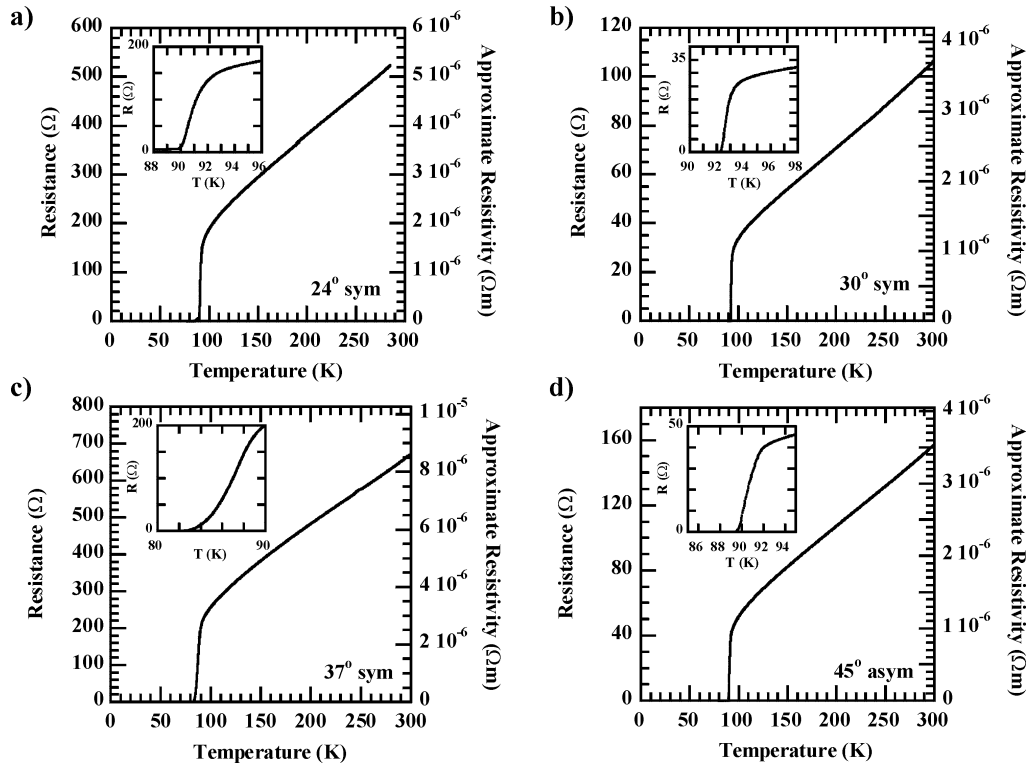 a)
600
500
400
300
200
100
0
Resistance (Ω)
0 50 100 150 200 250 300
Temperature (K)
6 10⁻⁶
5 10⁻⁶
4 10⁻⁶
3 10⁻⁶
2 10⁻⁶
1 10⁻⁶
0
Approximate Resistivity (Ωm)
200
0
R (Ω)
88 90 92 94 96
T (K)
24° sym
b)
120
100
80
60
40
20
0
Resistance (Ω)
0 50 100 150 200 250 300
Temperature (K)
4 10⁻⁶
3 10⁻⁶
2 10⁻⁶
1 10⁻⁶
0
Approximate Resistivity (Ωm)
35
0
R (Ω)
90 92 94 96 98
T (K)
30° sym
c)
800
700
600
500
400
300
200
100
0
Resistance (Ω)
0 50 100 150 200 250 300
Temperature (K)
1 10⁻⁵
8 10⁻⁶
6 10⁻⁶
4 10⁻⁶
2 10⁻⁶
0
Approximate Resistivity (Ωm)
200
0
R (Ω)
80 90
T (K)
37° sym
d)
160
120
80
40
0
Resistance (Ω)
0 50 100 150 200 250 300
Temperature (K)
4 10⁻⁶
3 10⁻⁶
2 10⁻⁶
1 10⁻⁶
0
Approximate Resistivity (Ωm)
50
0
R (Ω)
86 88 90 92 94
T (K)
45° asym